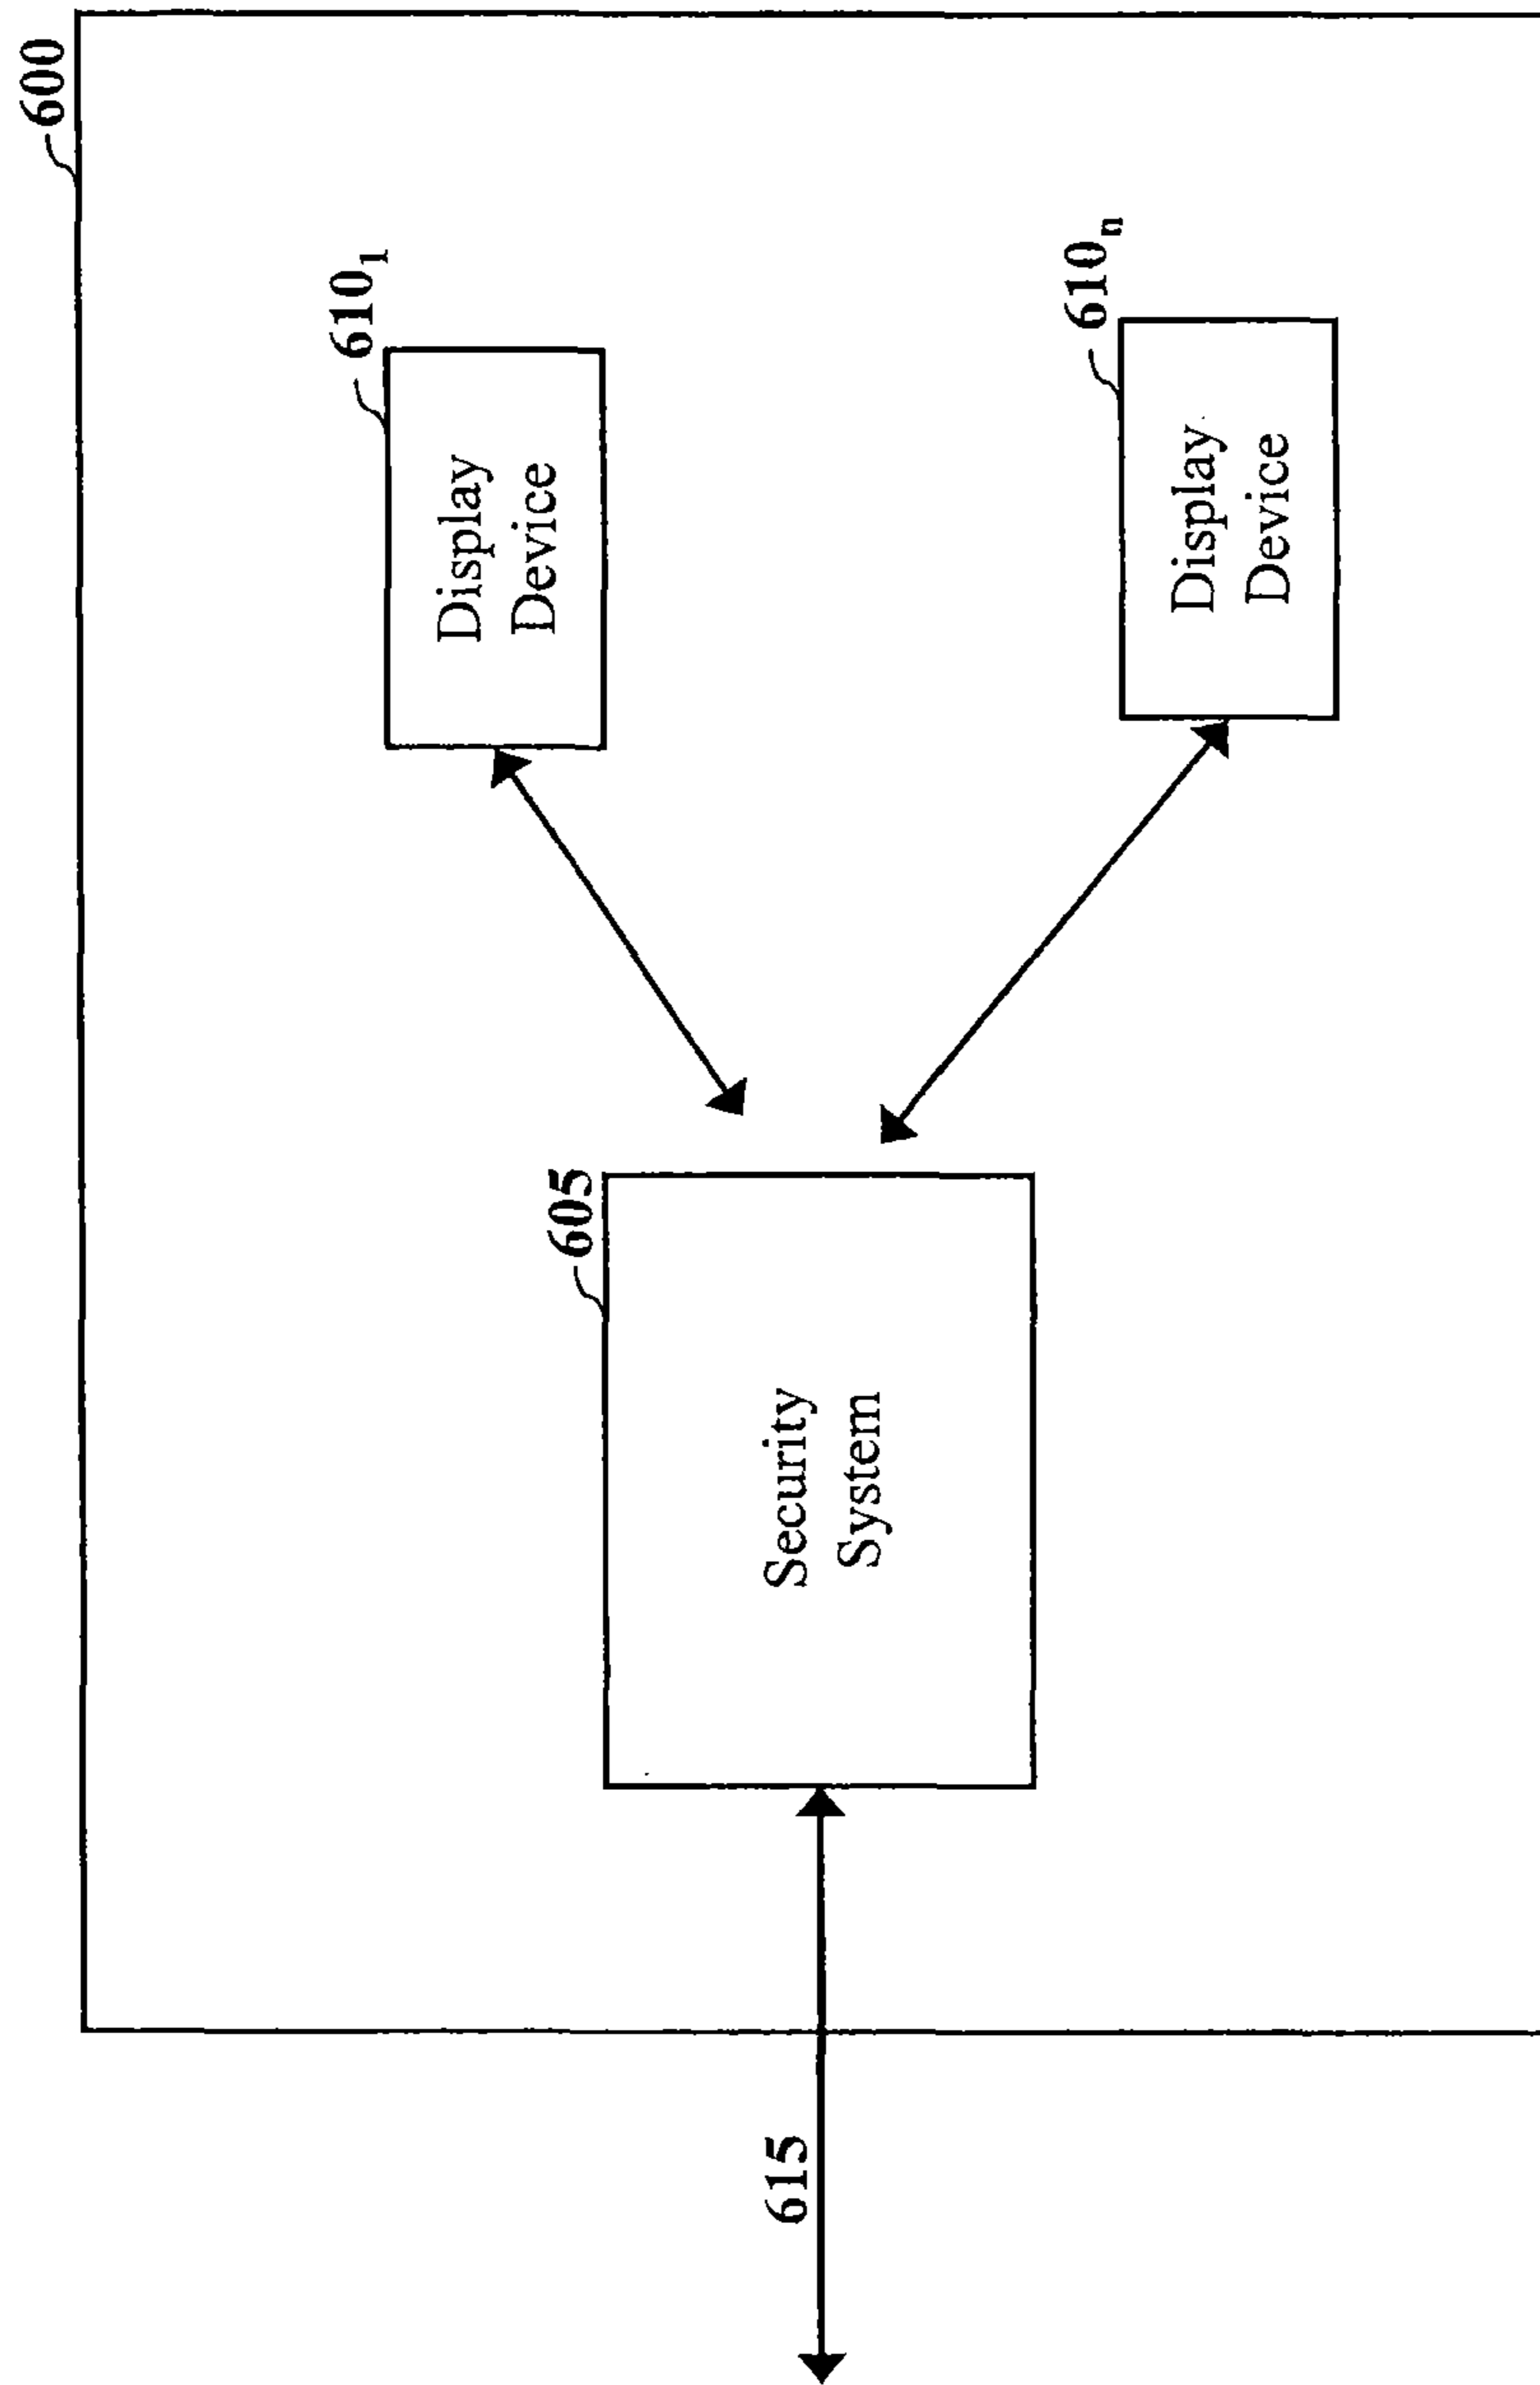 600
610₁
Display
Device
605
Security
System
615
610ₙ
Display
Device